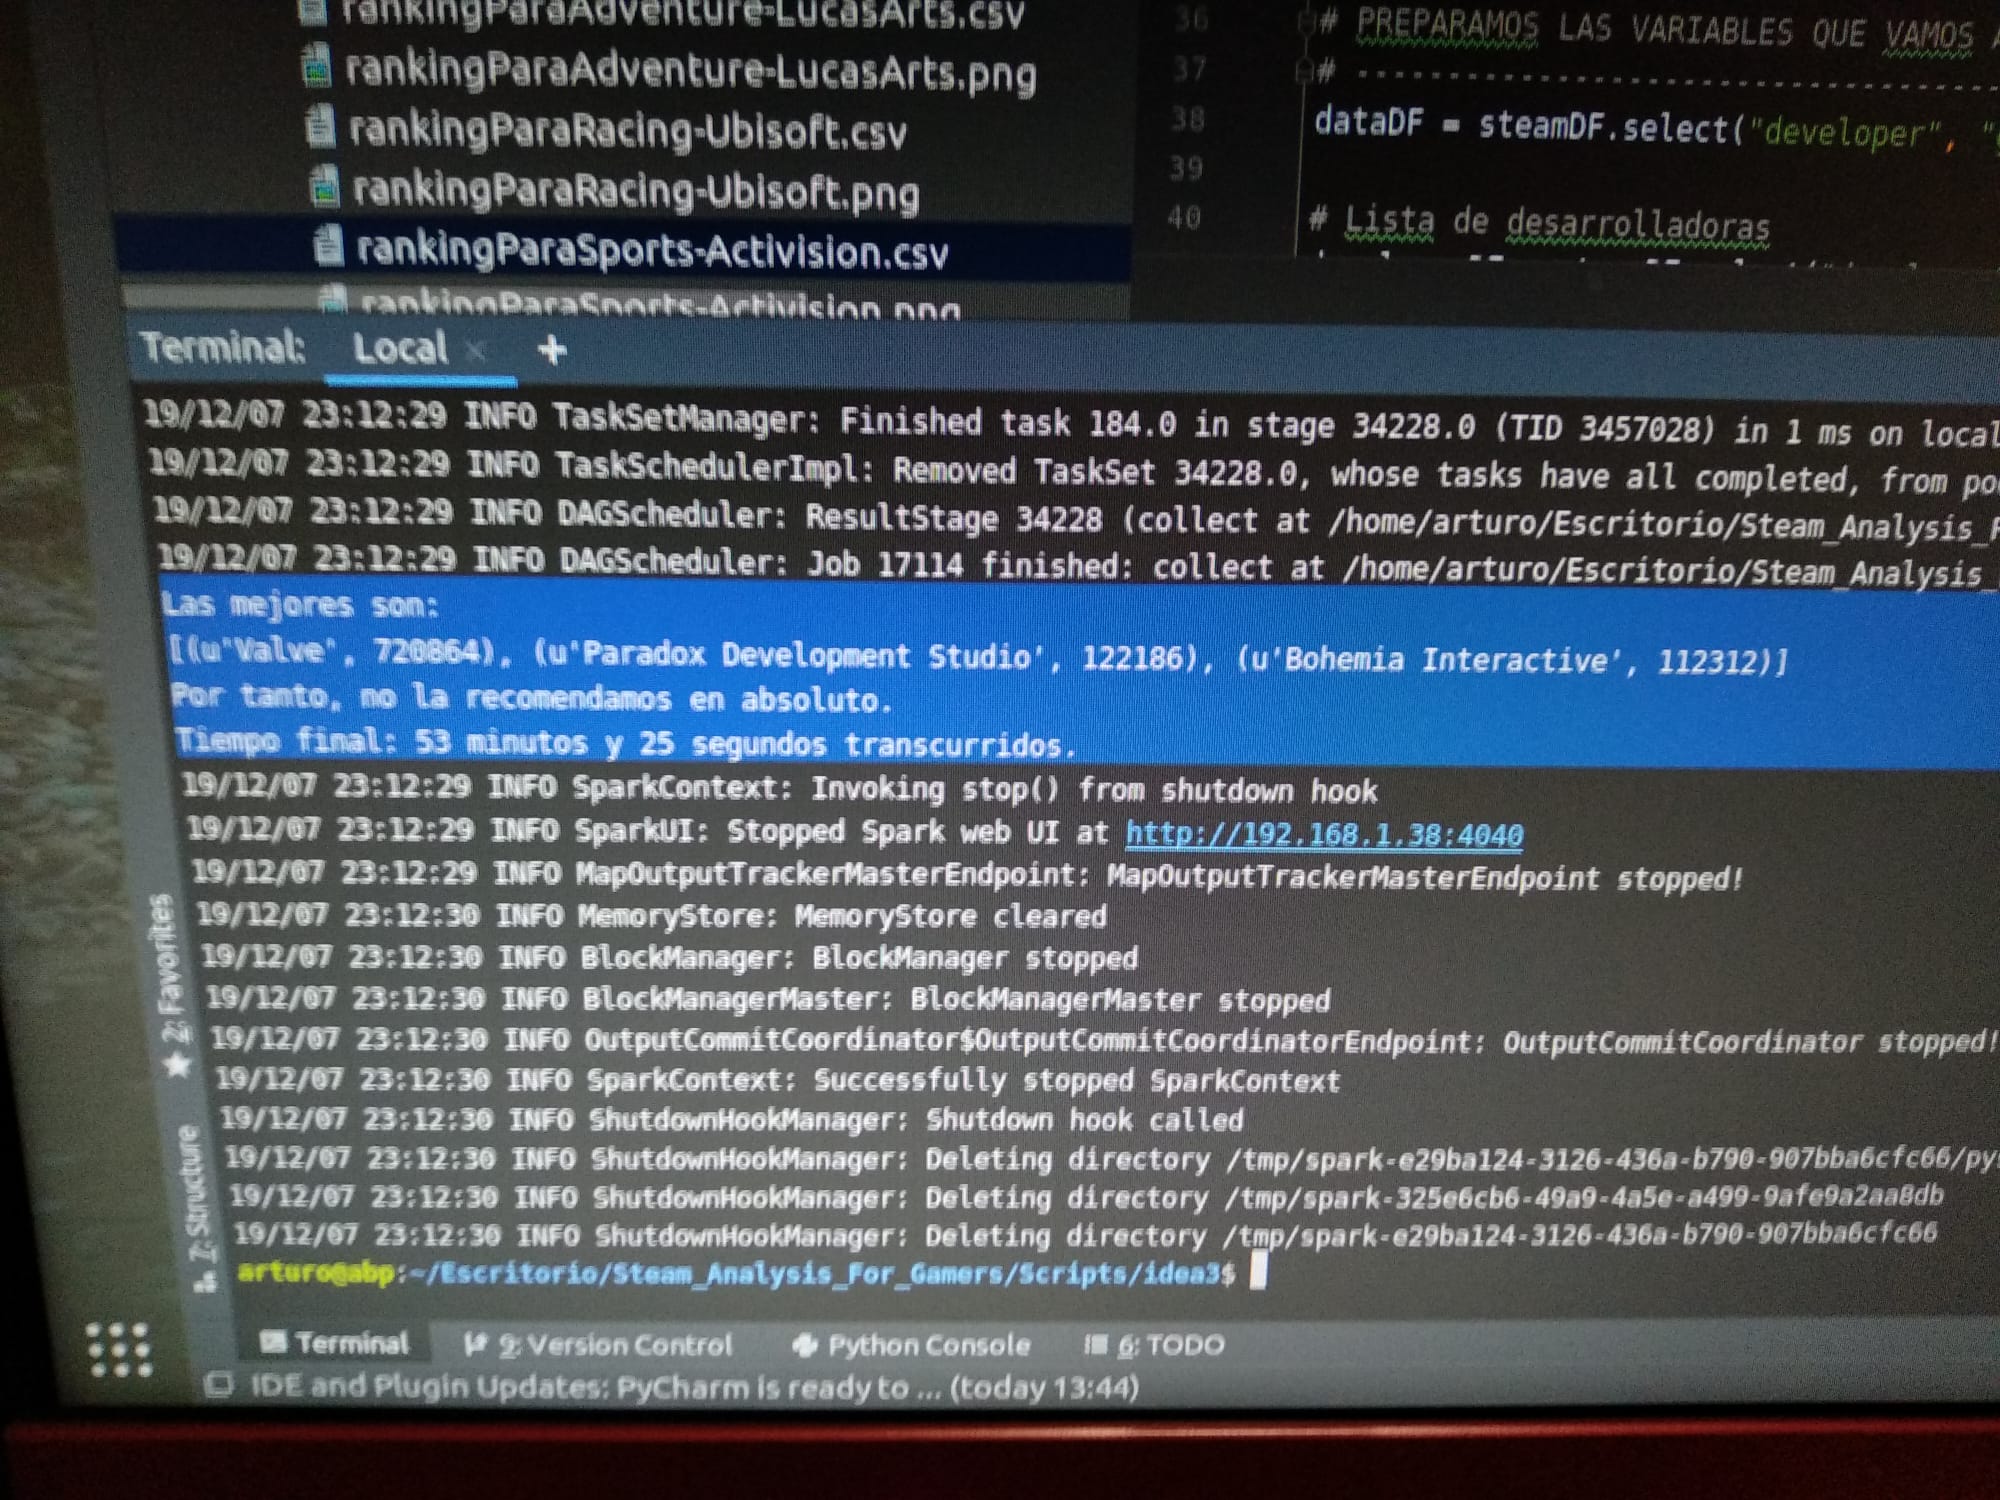 rankingParaAdventure-LucasArts.csv
rankingParaAdventure-LucasArts.png
rankingParaRacing-Ubisoft.csv
rankingParaRacing-Ubisoft.png
rankingParaSports-Activision.csv
rankingParaSports-Activision.png
36 # PREPARAMOS LAS VARIABLES QUE VAMOS
37 # ------------------------------------
38 dataDF = steamDF.select("developer", "
39
40 # Lista de desarrolladoras
Terminal: Local × +
19/12/07 23:12:29 INFO TaskSetManager: Finished task 184.0 in stage 34228.0 (TID 3457028) in 1 ms on local
19/12/07 23:12:29 INFO TaskSchedulerImpl: Removed TaskSet 34228.0, whose tasks have all completed, from po
19/12/07 23:12:29 INFO DAGScheduler: ResultStage 34228 (collect at /home/arturo/Escritorio/Steam_Analysis_F
19/12/07 23:12:29 INFO DAGScheduler: Job 17114 finished: collect at /home/arturo/Escritorio/Steam_Analysis_
Las mejores son:
[(u'Valve', 720864), (u'Paradox Development Studio', 122186), (u'Bohemia Interactive', 112312)]
Por tanto, no la recomendamos en absoluto.
Tiempo final: 53 minutos y 25 segundos transcurridos.
19/12/07 23:12:29 INFO SparkContext: Invoking stop() from shutdown hook
19/12/07 23:12:29 INFO SparkUI: Stopped Spark web UI at http://192.168.1.38:4040
19/12/07 23:12:29 INFO MapOutputTrackerMasterEndpoint: MapOutputTrackerMasterEndpoint stopped!
19/12/07 23:12:30 INFO MemoryStore: MemoryStore cleared
19/12/07 23:12:30 INFO BlockManager: BlockManager stopped
19/12/07 23:12:30 INFO BlockManagerMaster: BlockManagerMaster stopped
19/12/07 23:12:30 INFO OutputCommitCoordinator$OutputCommitCoordinatorEndpoint: OutputCommitCoordinator stopped!
19/12/07 23:12:30 INFO SparkContext: Successfully stopped SparkContext
19/12/07 23:12:30 INFO ShutdownHookManager: Shutdown hook called
19/12/07 23:12:30 INFO ShutdownHookManager: Deleting directory /tmp/spark-e29ba124-3126-436a-b790-907bba6cfc66/pys
19/12/07 23:12:30 INFO ShutdownHookManager: Deleting directory /tmp/spark-325e6cb6-49a9-4a5e-a499-9afe9a2aa8db
19/12/07 23:12:30 INFO ShutdownHookManager: Deleting directory /tmp/spark-e29ba124-3126-436a-b790-907bba6cfc66
arturo@abp:~/Escritorio/Steam_Analysis_For_Gamers/Scripts/idea3$
2: Favorites
7: Structure
Terminal 9: Version Control Python Console 6: TODO
IDE and Plugin Updates: PyCharm is ready to ... (today 13:44)